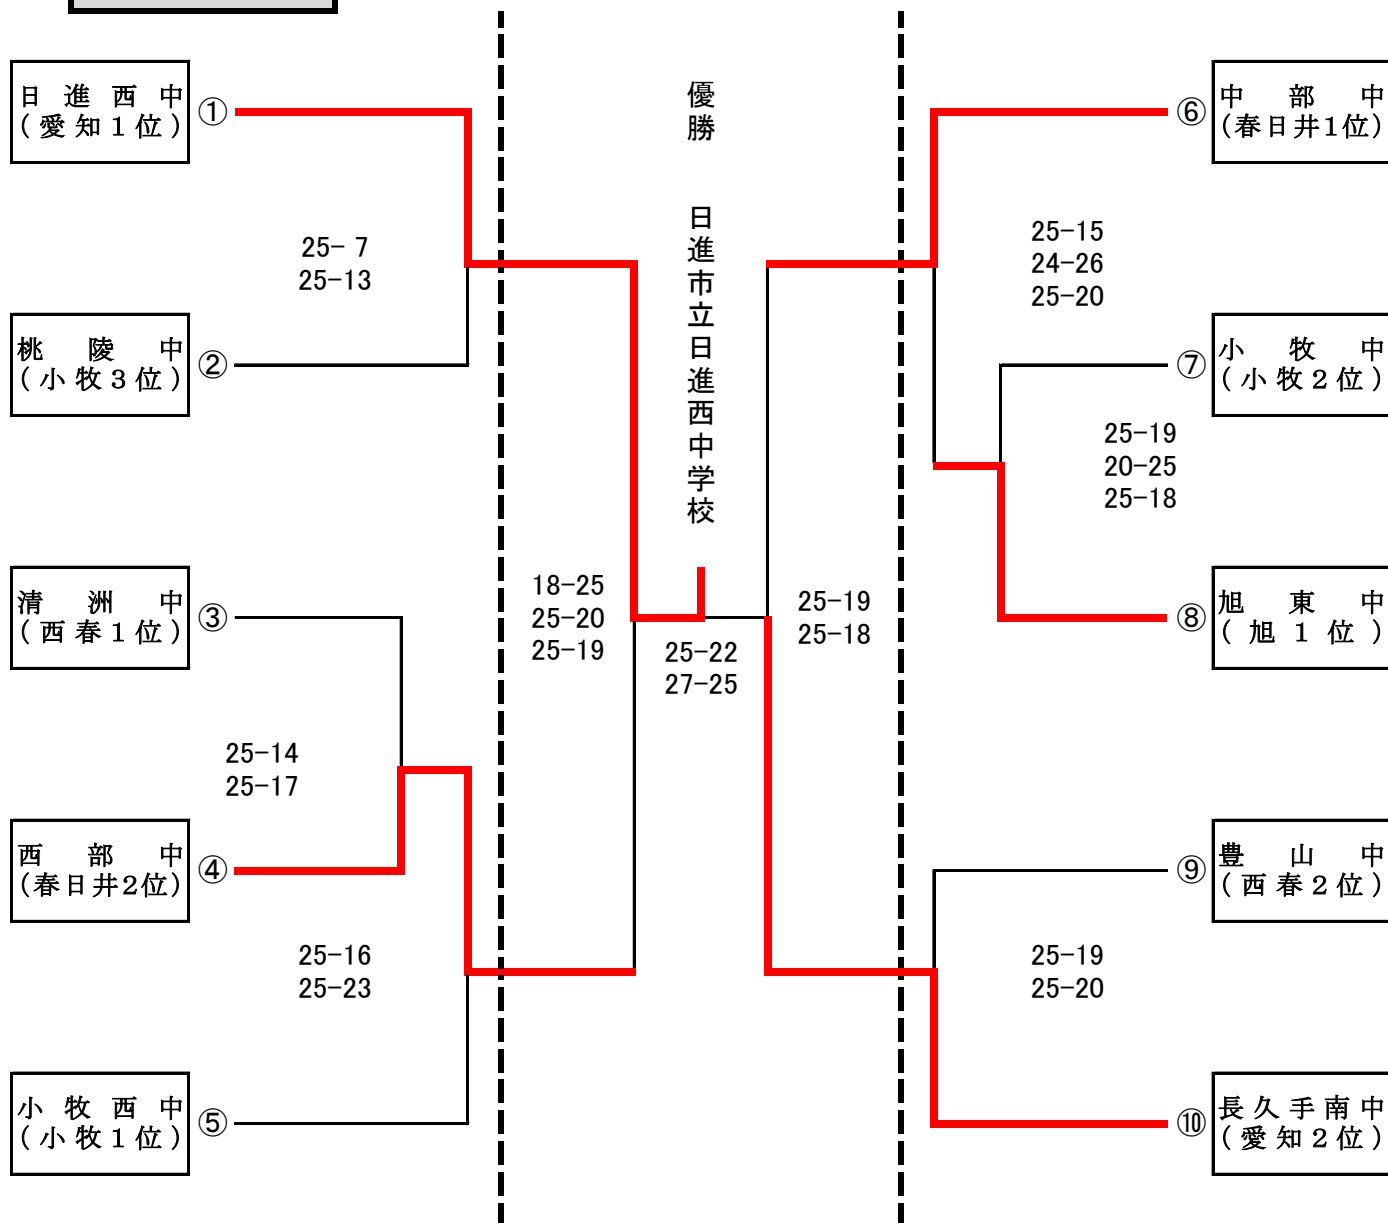 日進西中
(愛知1位)
①
25- 7
25-13
桃陵中
(小牧3位)
②
清洲中
(西春1位)
③
25-14
25-17
西部中
(春日井2位)
④
25-16
25-23
小牧西中
(小牧1位)
⑤
18-25
25-20
25-19
優勝 日進市立日進西中学校
25-22
27-25
25-19
25-18
中部中
(春日井1位)
⑥
25-15
24-26
25-20
小牧中
(小牧2位)
⑦
25-19
20-25
25-18
旭東中
(旭1位)
⑧
豊山中
(西春2位)
⑨
25-19
25-20
長久手南中
(愛知2位)
⑩